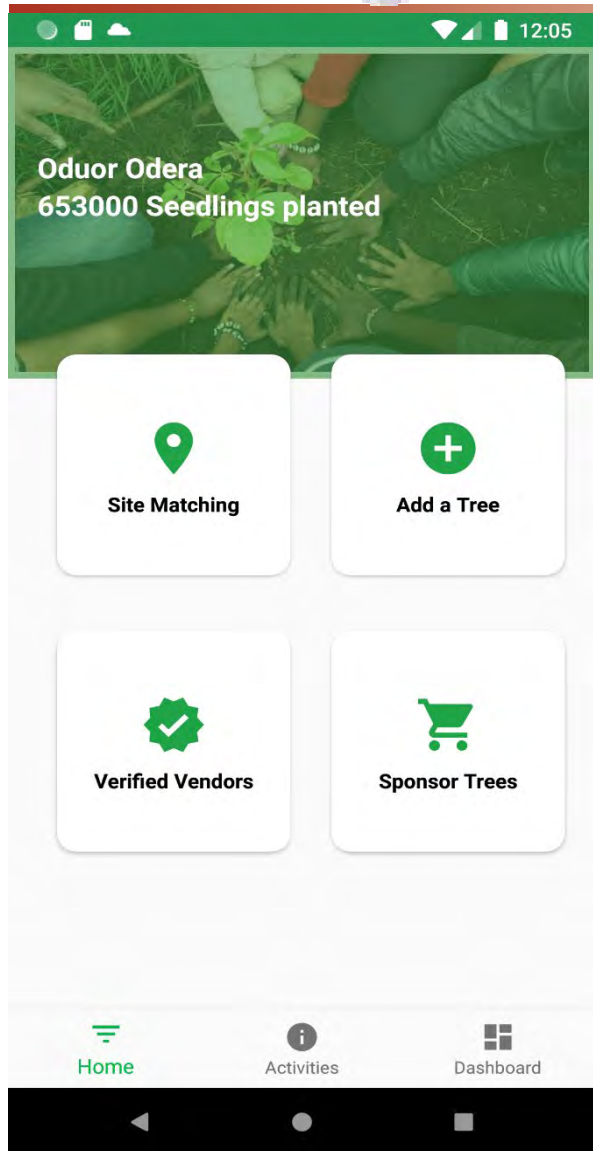 12:05
Oduor Odera
653000 Seedlings planted
Site Matching
Add a Tree
Verified Vendors
Sponsor Trees
Home
Activities
Dashboard